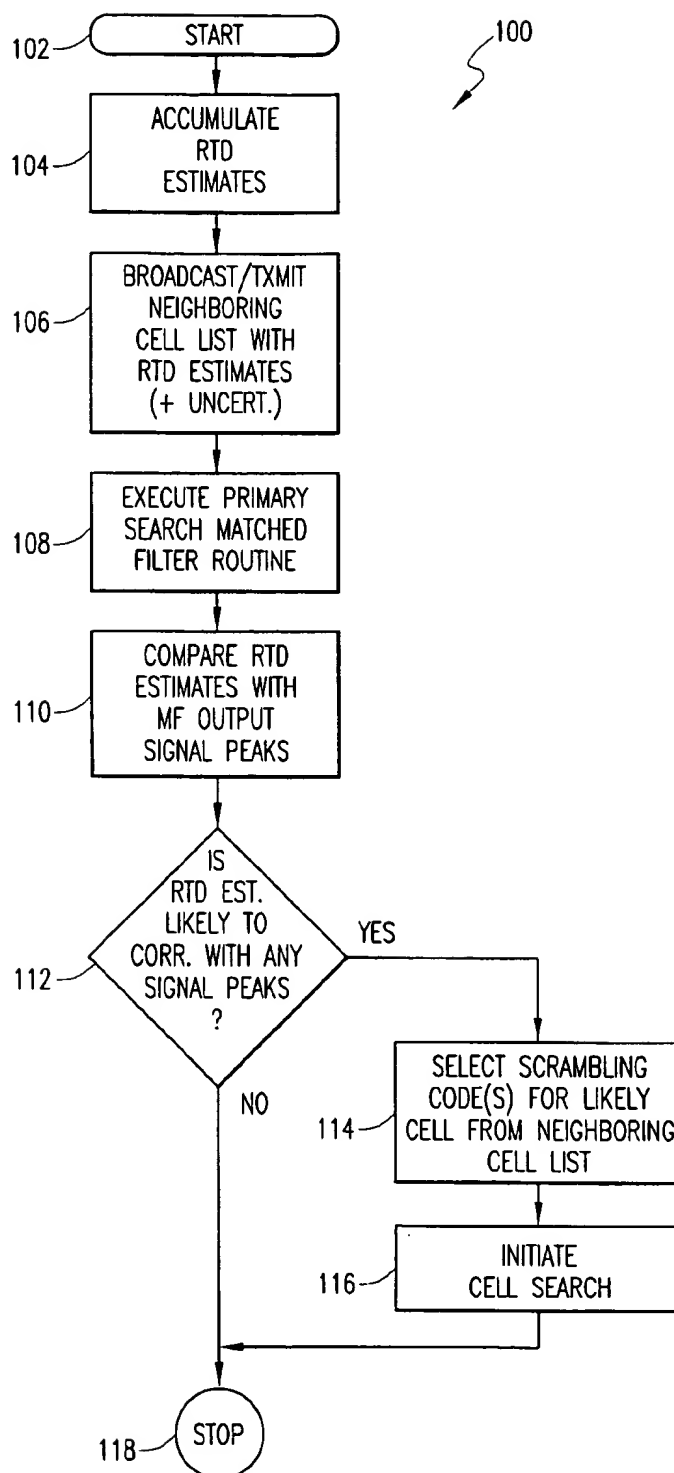 START
102
100
ACCUMULATE
RTD
ESTIMATES
104
BROADCAST/TXMIT
NEIGHBORING
CELL LIST WITH
RTD ESTIMATES
(+ UNCERT.)
106
EXECUTE PRIMARY
SEARCH MATCHED
FILTER ROUTINE
108
COMPARE RTD
ESTIMATES WITH
MF OUTPUT
SIGNAL PEAKS
110
IS
RTD EST.
LIKELY TO
CORR. WITH ANY
SIGNAL PEAKS
?
112
YES
NO
SELECT SCRAMBLING
CODE(S) FOR LIKELY
CELL FROM NEIGHBORING
CELL LIST
114
INITIATE
CELL SEARCH
116
STOP
118